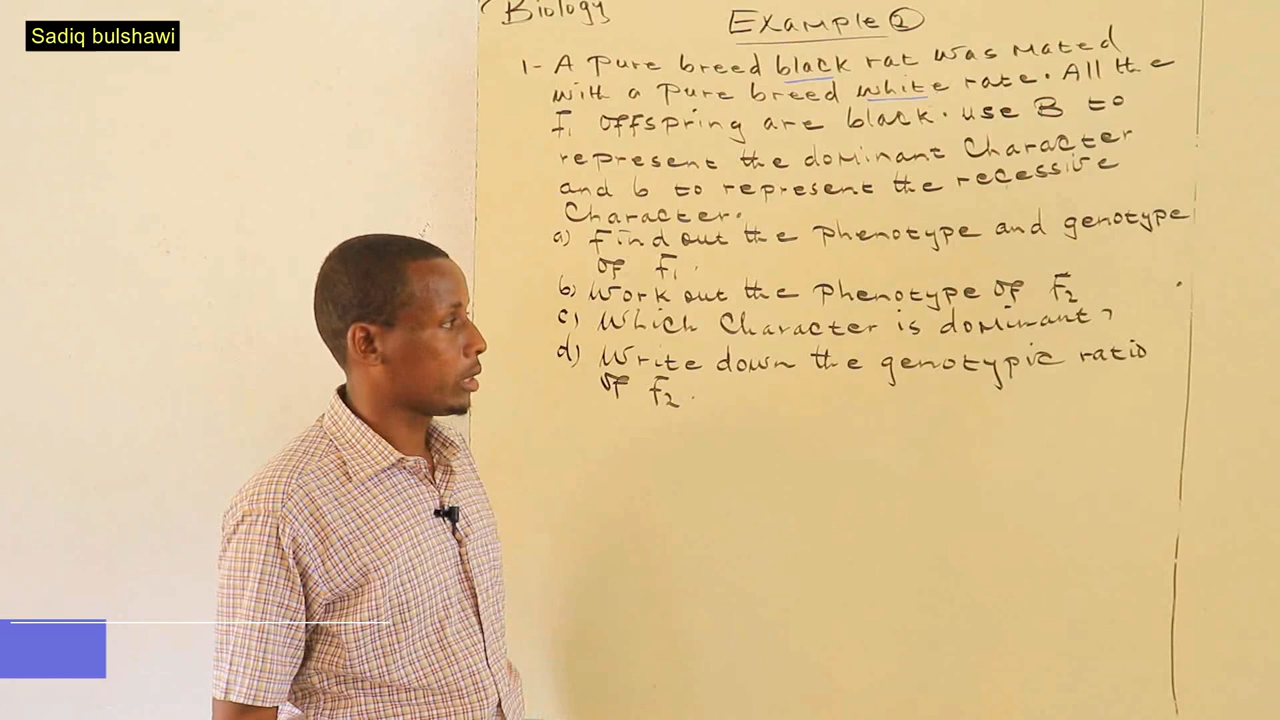 Sadiq bulshawi
Biology
Example 2
1- A pure breed black rat was mated
with a pure breed white rate. All the
F1 offspring are black. use B to
represent the dominant Character
and b to represent the recessive
Character.
a) Find out the phenotype and genotype
of F1.
b) Work out the phenotype of F2
c) Which Character is dominant?
d) Write down the genotypic ratio
of F2.